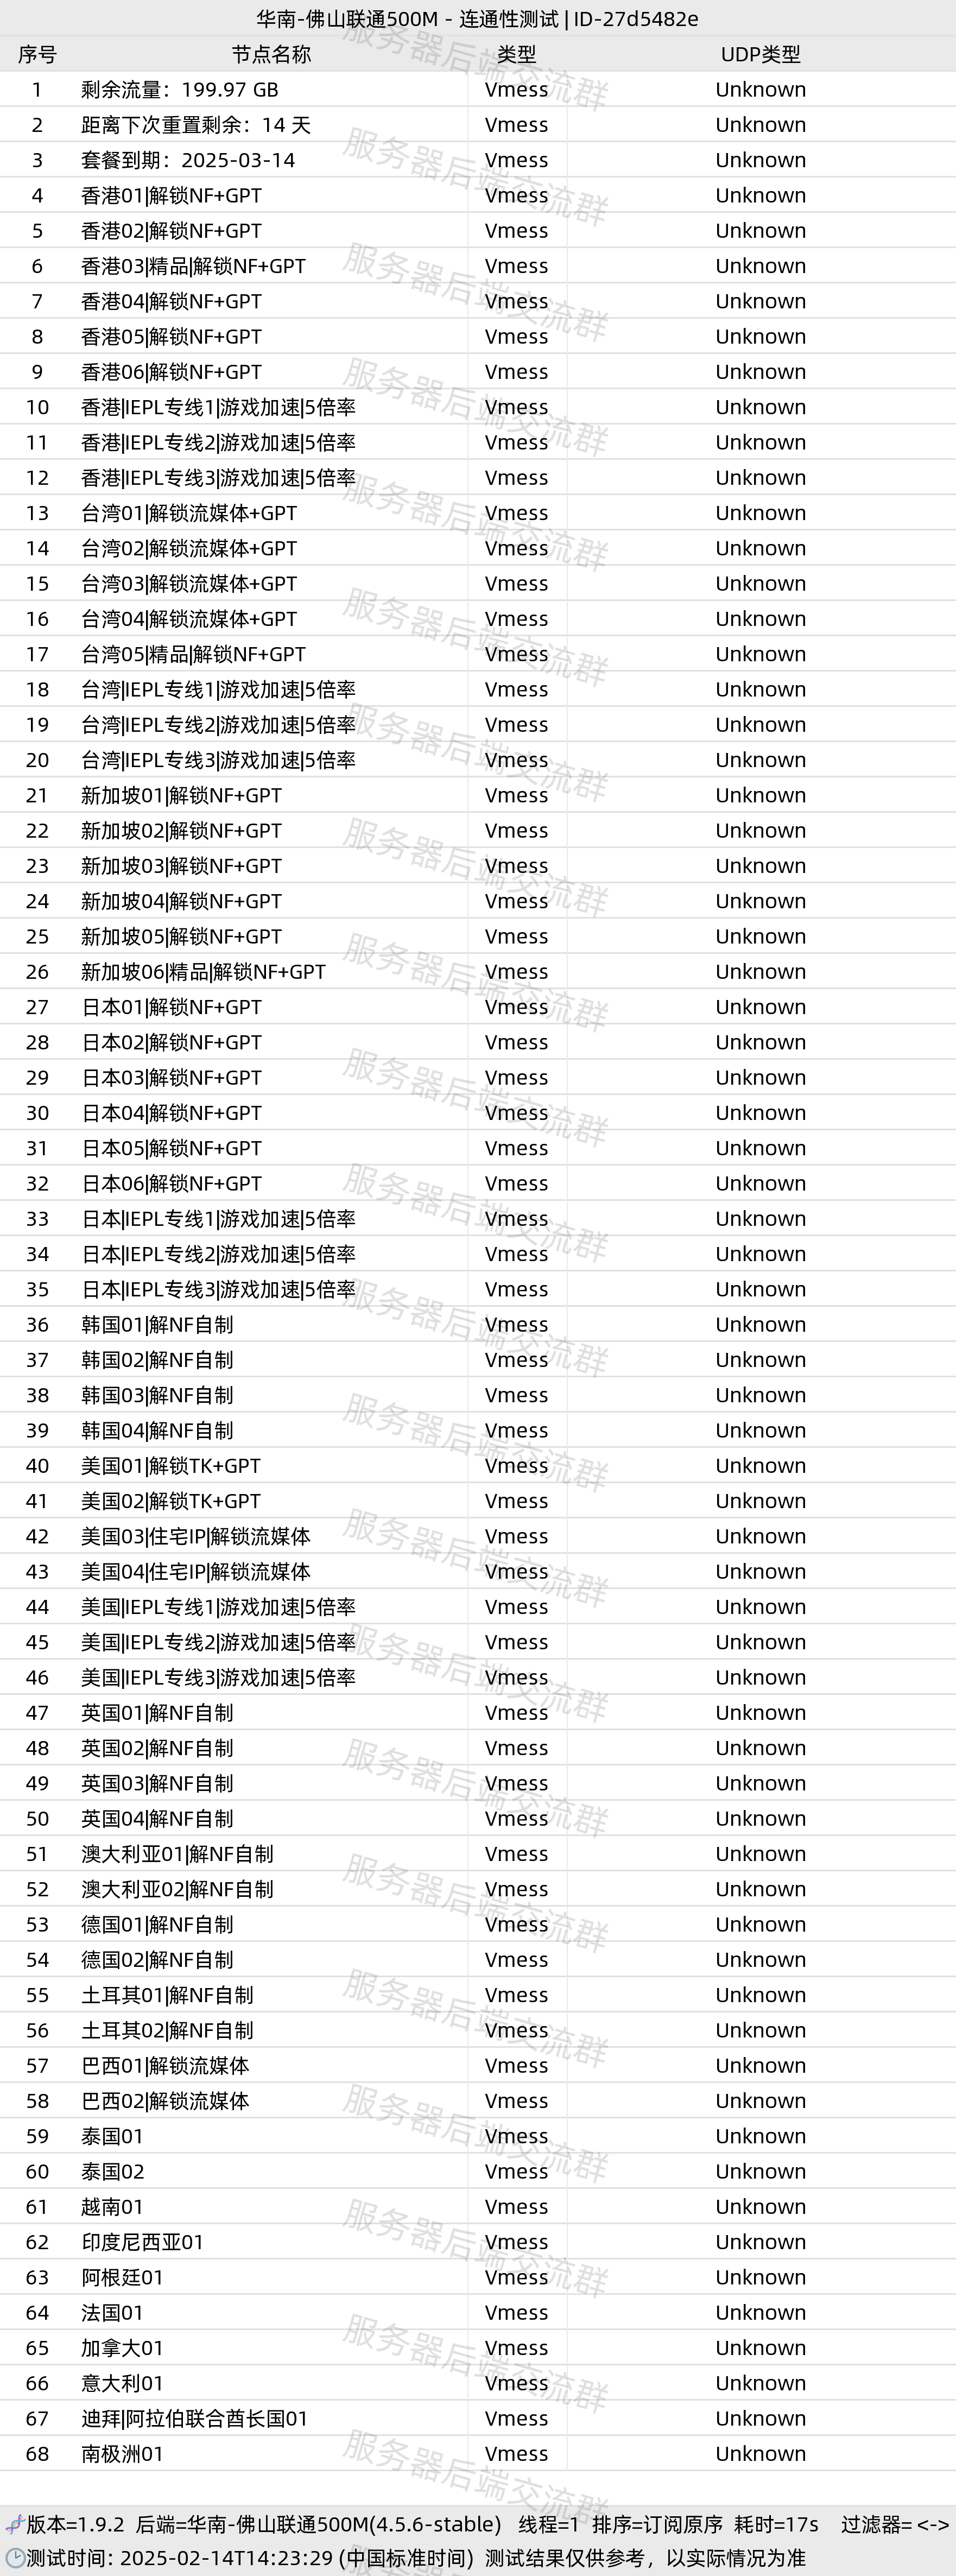 华南-佛山联通500M - 连通性测试 | ID-27d5482e
序号 节点名称 类型 UDP类型
1 剩余流量：199.97 GB Vmess Unknown
2 距离下次重置剩余：14 天 Vmess Unknown
3 套餐到期：2025-03-14 Vmess Unknown
4 香港01|解锁NF+GPT Vmess Unknown
5 香港02|解锁NF+GPT Vmess Unknown
6 香港03|精品|解锁NF+GPT Vmess Unknown
7 香港04|解锁NF+GPT Vmess Unknown
8 香港05|解锁NF+GPT Vmess Unknown
9 香港06|解锁NF+GPT Vmess Unknown
10 香港|IEPL专线1|游戏加速|5倍率 Vmess Unknown
11 香港|IEPL专线2|游戏加速|5倍率 Vmess Unknown
12 香港|IEPL专线3|游戏加速|5倍率 Vmess Unknown
13 台湾01|解锁流媒体+GPT Vmess Unknown
14 台湾02|解锁流媒体+GPT Vmess Unknown
15 台湾03|解锁流媒体+GPT Vmess Unknown
16 台湾04|解锁流媒体+GPT Vmess Unknown
17 台湾05|精品|解锁NF+GPT Vmess Unknown
18 台湾|IEPL专线1|游戏加速|5倍率 Vmess Unknown
19 台湾|IEPL专线2|游戏加速|5倍率 Vmess Unknown
20 台湾|IEPL专线3|游戏加速|5倍率 Vmess Unknown
21 新加坡01|解锁NF+GPT Vmess Unknown
22 新加坡02|解锁NF+GPT Vmess Unknown
23 新加坡03|解锁NF+GPT Vmess Unknown
24 新加坡04|解锁NF+GPT Vmess Unknown
25 新加坡05|解锁NF+GPT Vmess Unknown
26 新加坡06|精品|解锁NF+GPT Vmess Unknown
27 日本01|解锁NF+GPT Vmess Unknown
28 日本02|解锁NF+GPT Vmess Unknown
29 日本03|解锁NF+GPT Vmess Unknown
30 日本04|解锁NF+GPT Vmess Unknown
31 日本05|解锁NF+GPT Vmess Unknown
32 日本06|解锁NF+GPT Vmess Unknown
33 日本|IEPL专线1|游戏加速|5倍率 Vmess Unknown
34 日本|IEPL专线2|游戏加速|5倍率 Vmess Unknown
35 日本|IEPL专线3|游戏加速|5倍率 Vmess Unknown
36 韩国01|解NF自制 Vmess Unknown
37 韩国02|解NF自制 Vmess Unknown
38 韩国03|解NF自制 Vmess Unknown
39 韩国04|解NF自制 Vmess Unknown
40 美国01|解锁TK+GPT Vmess Unknown
41 美国02|解锁TK+GPT Vmess Unknown
42 美国03|住宅IP|解锁流媒体 Vmess Unknown
43 美国04|住宅IP|解锁流媒体 Vmess Unknown
44 美国|IEPL专线1|游戏加速|5倍率 Vmess Unknown
45 美国|IEPL专线2|游戏加速|5倍率 Vmess Unknown
46 美国|IEPL专线3|游戏加速|5倍率 Vmess Unknown
47 英国01|解NF自制 Vmess Unknown
48 英国02|解NF自制 Vmess Unknown
49 英国03|解NF自制 Vmess Unknown
50 英国04|解NF自制 Vmess Unknown
51 澳大利亚01|解NF自制 Vmess Unknown
52 澳大利亚02|解NF自制 Vmess Unknown
53 德国01|解NF自制 Vmess Unknown
54 德国02|解NF自制 Vmess Unknown
55 土耳其01|解NF自制 Vmess Unknown
56 土耳其02|解NF自制 Vmess Unknown
57 巴西01|解锁流媒体 Vmess Unknown
58 巴西02|解锁流媒体 Vmess Unknown
59 泰国01 Vmess Unknown
60 泰国02 Vmess Unknown
61 越南01 Vmess Unknown
62 印度尼西亚01 Vmess Unknown
63 阿根廷01 Vmess Unknown
64 法国01 Vmess Unknown
65 加拿大01 Vmess Unknown
66 意大利01 Vmess Unknown
67 迪拜|阿拉伯联合酋长国01 Vmess Unknown
68 南极洲01 Vmess Unknown
版本=1.9.2 后端=华南-佛山联通500M(4.5.6-stable) 线程=1 排序=订阅原序 耗时=17s 过滤器= <->
测试时间: 2025-02-14T14:23:29 (中国标准时间) 测试结果仅供参考，以实际情况为准
服务器后端交流群